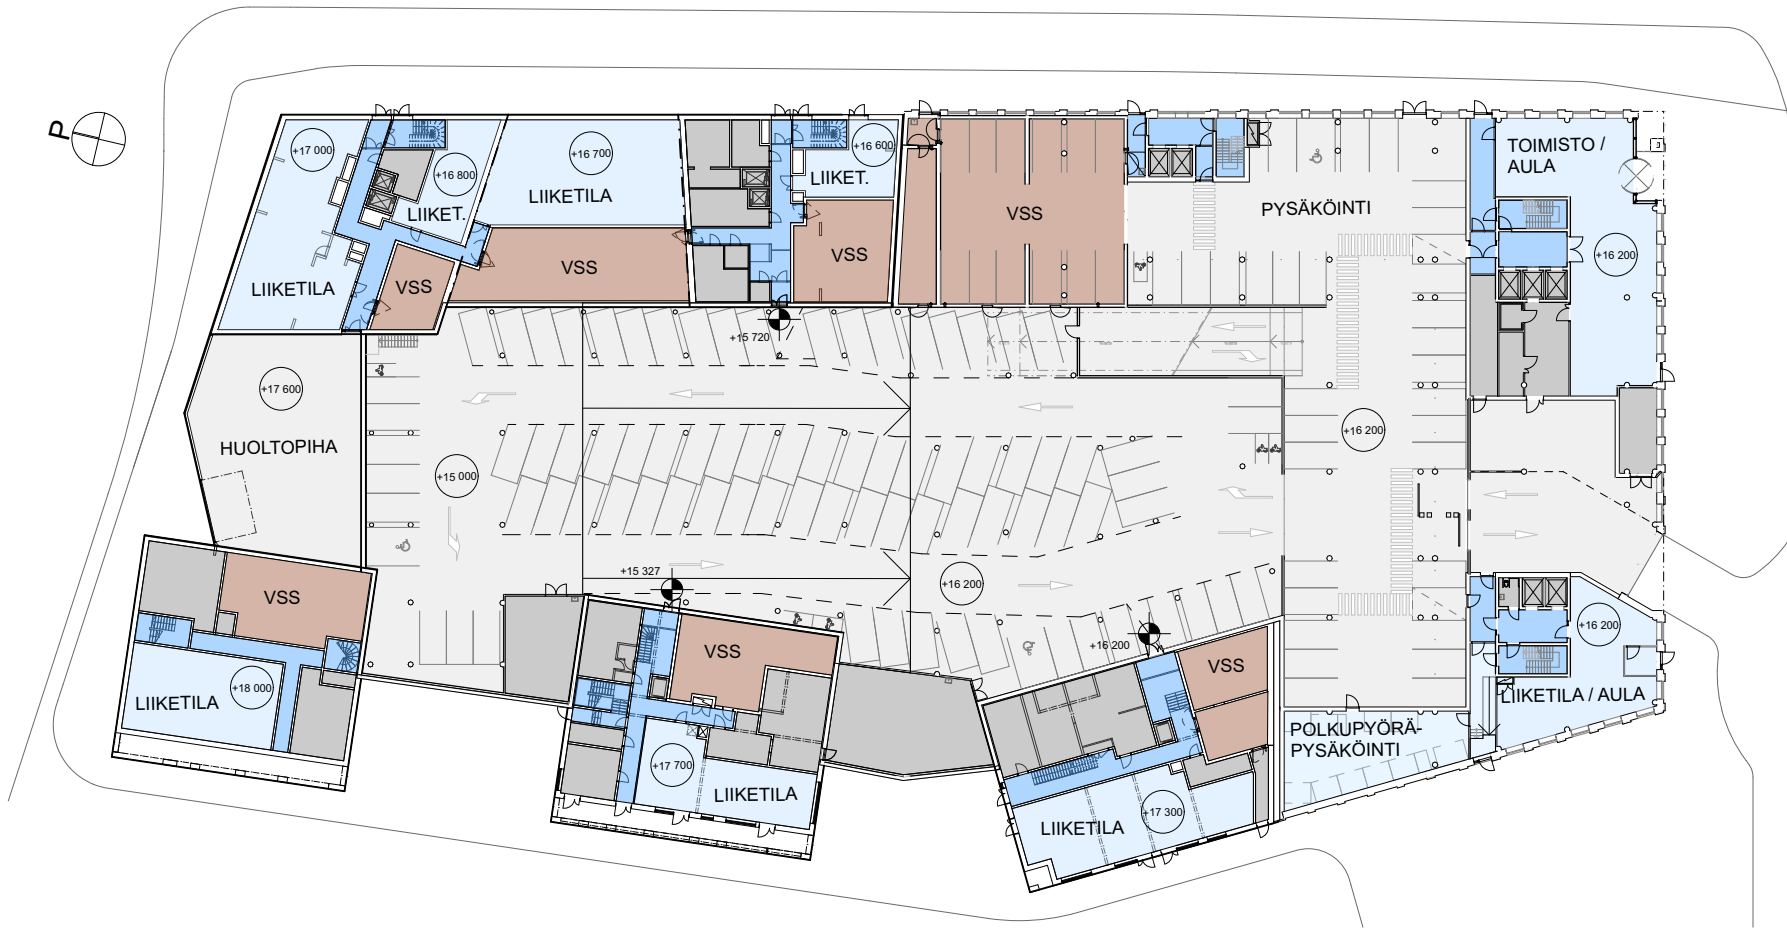 P
+17 000
+16 800
LIIKET.
+16 700
LIIKETILA
+16 600
LIIKET.
VSS
PYSÄKÖINTI
TOIMISTO /
AULA
+16 200
LIIKETILA
VSS
VSS
VSS
+15 720
+17 600
HUOLTOPIHA
+15 000
+16 200
+15 327
+16 200
+16 200
VSS
LIIKETILA
+18 000
VSS
+17 700
LIIKETILA
VSS
LIIKETILA
+17 300
+16 200
LIIKETILA / AULA
POLKUPYÖRÄ-
PYSÄKÖINTI